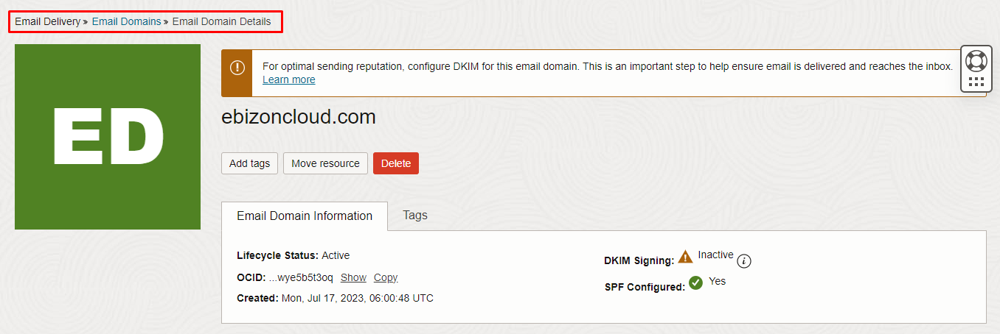 Email Delivery » Email Domains » Email Domain Details
ED
For optimal sending reputation, configure DKIM for this email domain. This is an important step to help ensure email is delivered and reaches the inbox.
Learn more
ebizoncloud.com
Add tags Move resource Delete
Email Domain Information Tags
Lifecycle Status: Active
OCID: ...wye5b5t3oq Show Copy
Created: Mon, Jul 17, 2023, 06:00:48 UTC
DKIM Signing: Inactive
SPF Configured: Yes